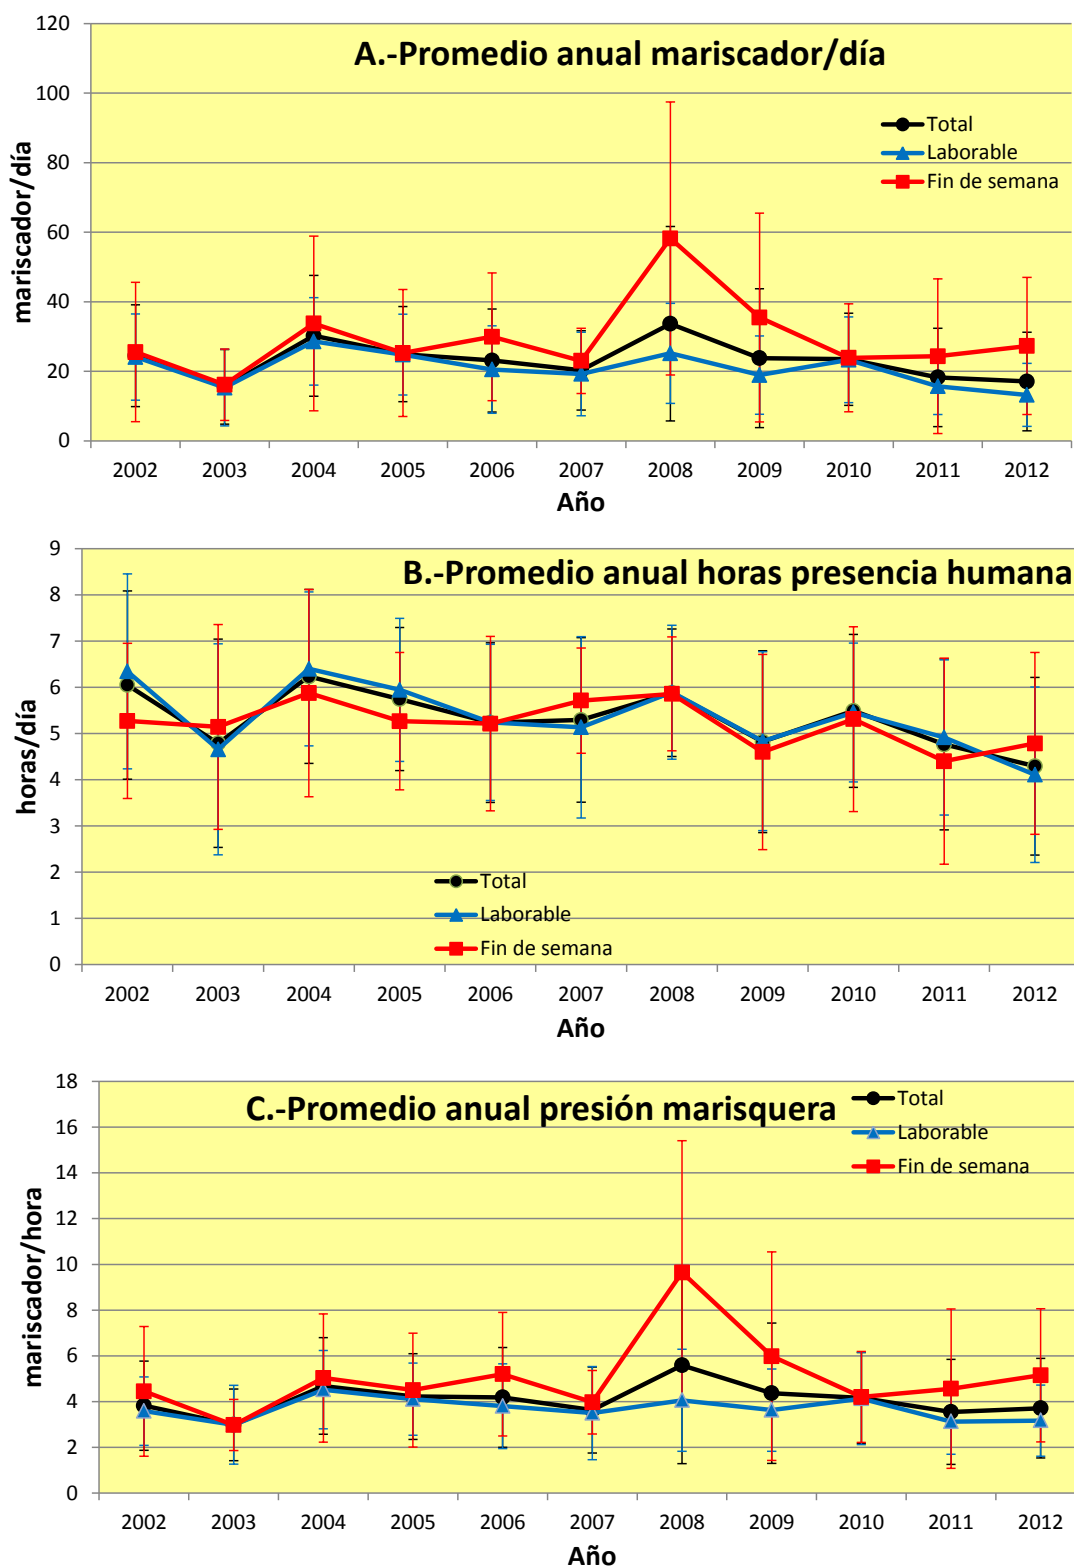 A.-Promedio anual mariscador/día
mariscador/día
120
100
80
60
40
20
0
Total
Laborable
Fin de semana
2002 2003 2004 2005 2006 2007 2008 2009 2010 2011 2012
Año
B.-Promedio anual horas presencia humana
horas/día
9
8
7
6
5
4
3
2
1
0
Total
Laborable
Fin de semana
2002 2003 2004 2005 2006 2007 2008 2009 2010 2011 2012
Año
C.-Promedio anual presión marisquera
mariscador/hora
18
16
14
12
10
8
6
4
2
0
Total
Laborable
Fin de semana
2002 2003 2004 2005 2006 2007 2008 2009 2010 2011 2012
Año